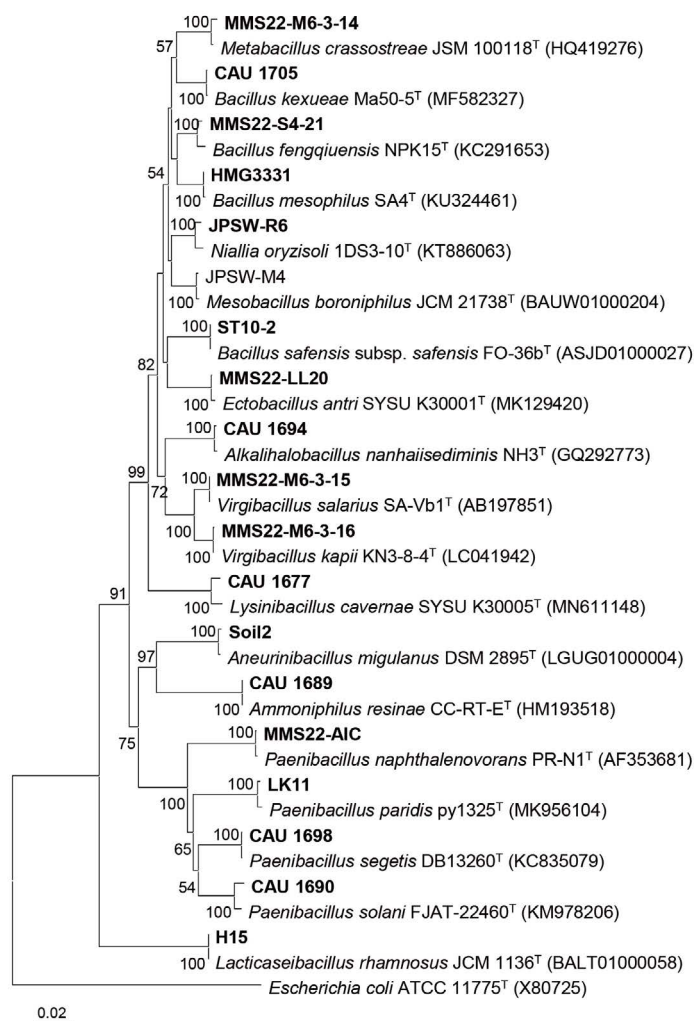 100 MMS22-M6-3-14
57
Metabacillus crassostreae JSM 100118T (HQ419276)
CAU 1705
100 Bacillus kexueae Ma50-5T (MF582327)
100 MMS22-S4-21
Bacillus fengqiuensis NPK15T (KC291653)
54
HMG3331
100 Bacillus mesophilus SA4T (KU324461)
100 JPSW-R6
Niallia oryzisoli 1DS3-10T (KT886063)
JPSW-M4
100 Mesobacillus boroniphilus JCM 21738T (BAUW01000204)
100 ST10-2
Bacillus safensis subsp. safensis FO-36bT (ASJD01000027)
82
MMS22-LL20
100 Ectobacillus antri SYSU K30001T (MK129420)
100 CAU 1694
Alkalihalobacillus nanhaiisediminis NH3T (GQ292773)
99
72
100 MMS22-M6-3-15
Virgibacillus salarius SA-Vb1T (AB197851)
100 MMS22-M6-3-16
100 Virgibacillus kapii KN3-8-4T (LC041942)
CAU 1677
91
100 Lysinibacillus cavernae SYSU K30005T (MN611148)
100 Soil2
97
Aneurinibacillus migulanus DSM 2895T (LGUG01000004)
CAU 1689
100 Ammoniphilus resinae CC-RT-ET (HM193518)
75
100 MMS22-AIC
Paenibacillus naphthalenovorans PR-N1T (AF353681)
100
100 LK11
Paenibacillus paridis py1325T (MK956104)
65
100 CAU 1698
Paenibacillus segetis DB13260T (KC835079)
54
CAU 1690
100 Paenibacillus solani FJAT-22460T (KM978206)
H15
100 Lacticaseibacillus rhamnosus JCM 1136T (BALT01000058)
Escherichia coli ATCC 11775T (X80725)
0.02